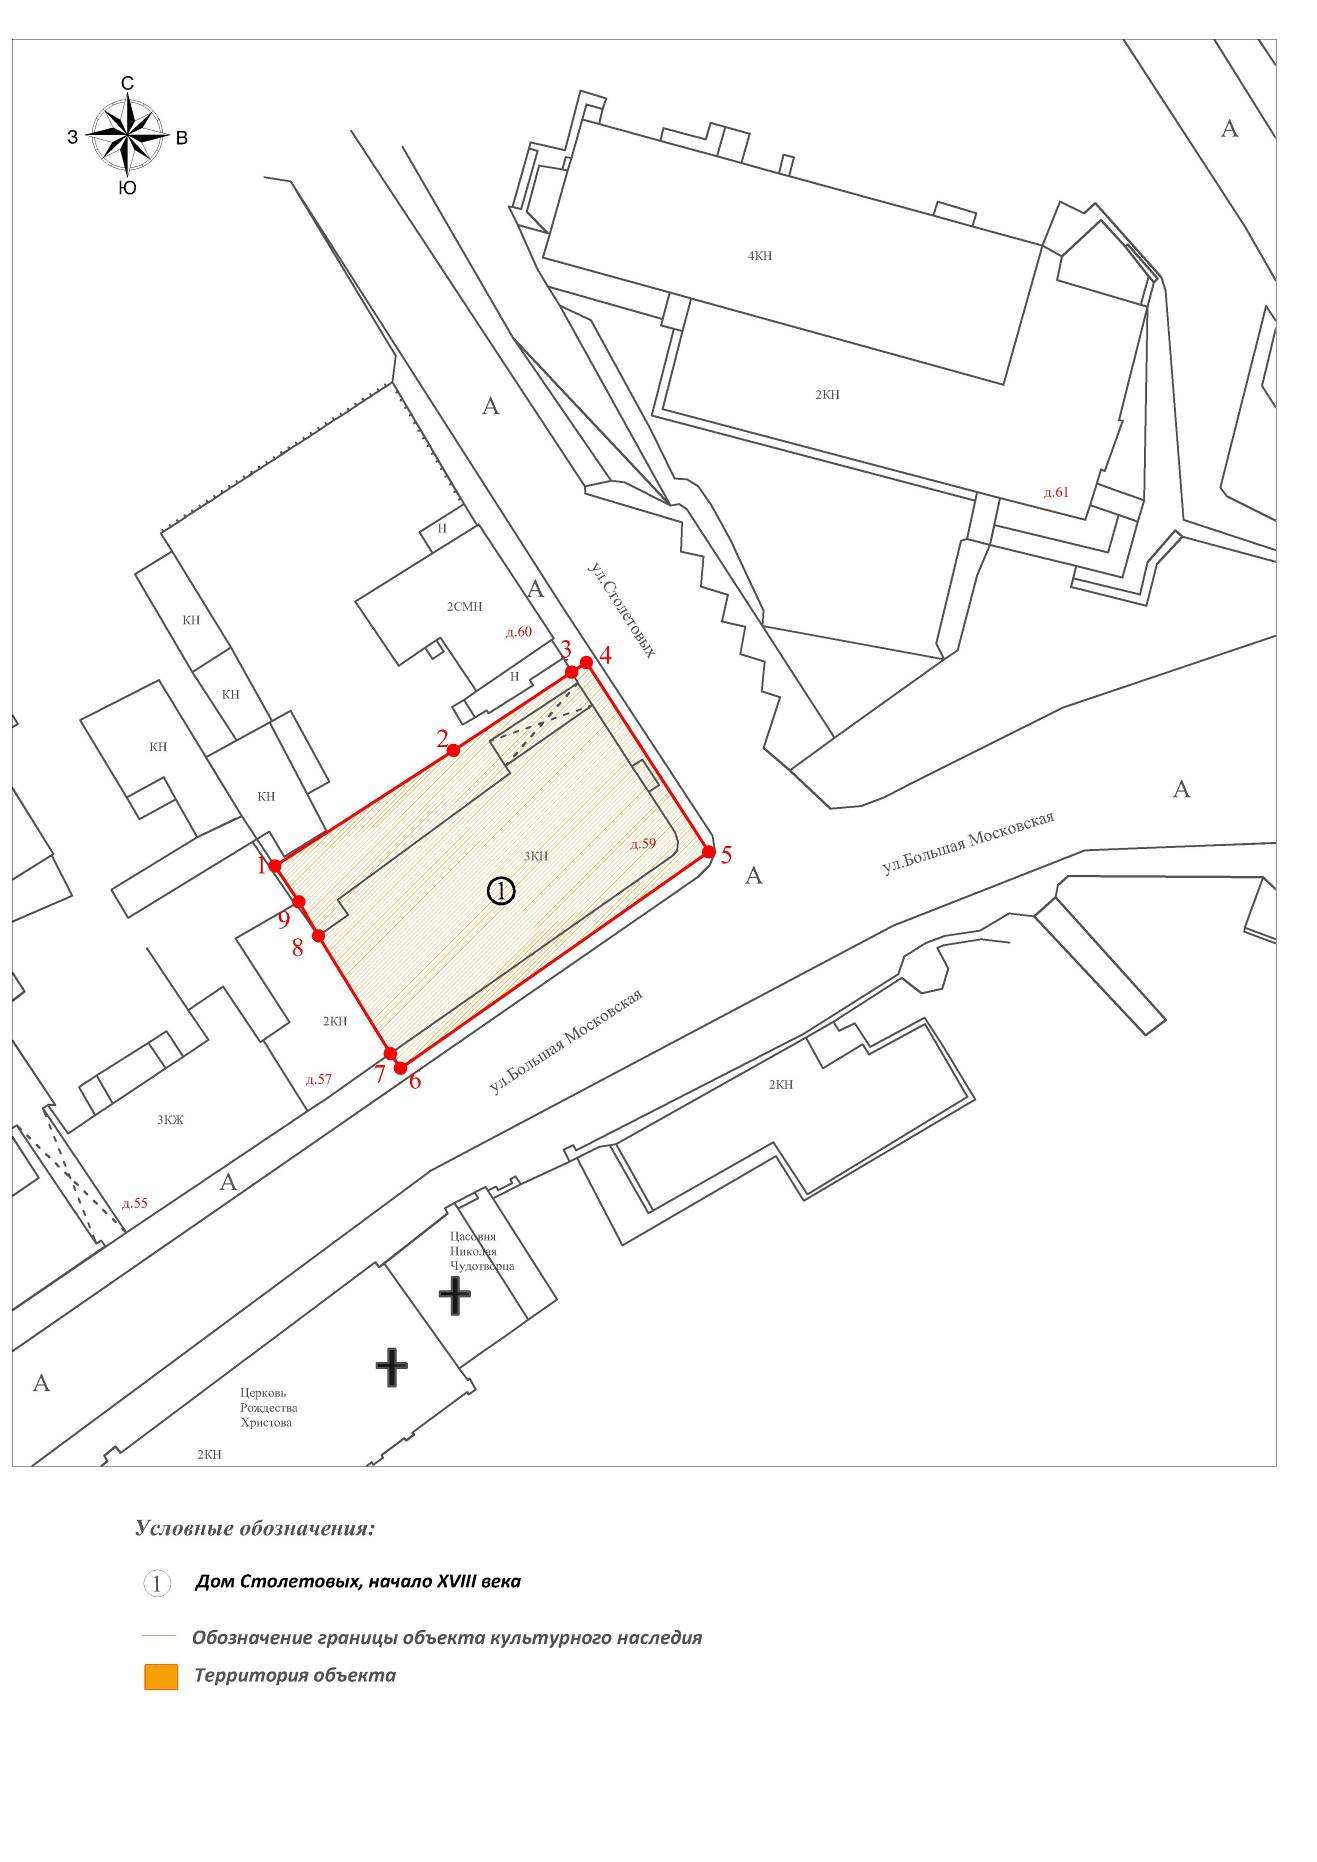 С
З
В
Ю
А
4КН
2КН
А
д.61
Н
А
ул.Столетовых
КН
2СМН
д.60
3
4
Н
КН
2
КН
КН
А
ул.Большая Московская
д.59
5
3КН
1
А
1
9
8
ул.Большая Московская
2КН
7
6
д.57
2КН
3КЖ
А
д.55
Цасовня
Николая
Чудотворца
А
Церковь
Рождества
Христова
2КН
Условные обозначения:
1
Дом Столетовых, начало XVIII века
Обозначение границы объекта культурного наследия
Территория объекта